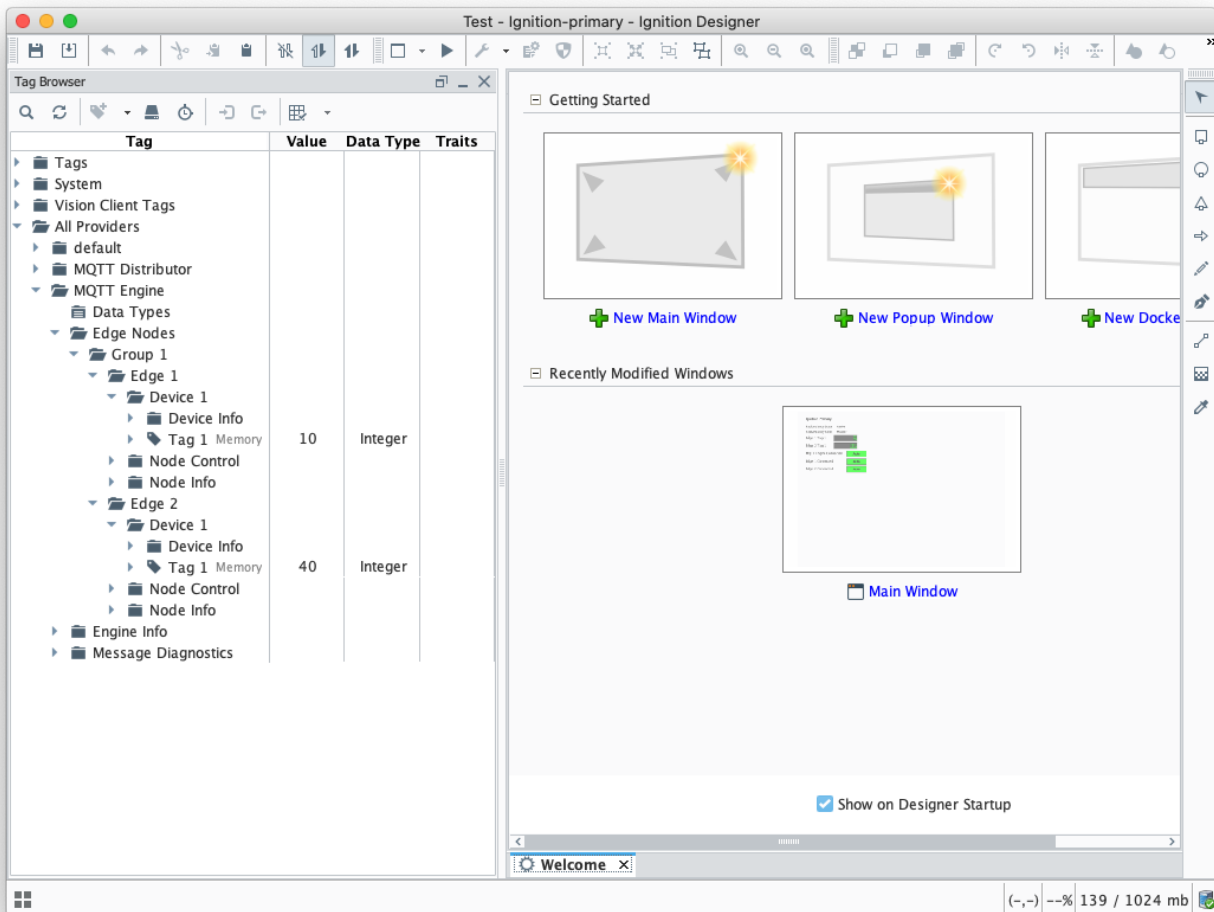 Test - Ignition-primary - Ignition Designer
Tag Browser
Tag Value Data Type Traits
Tags
System
Vision Client Tags
All Providers
default
MQTT Distributor
MQTT Engine
Data Types
Edge Nodes
Group 1
Edge 1
Device 1
Device Info
Tag 1 Memory 10 Integer
Node Control
Node Info
Edge 2
Device 1
Device Info
Tag 1 Memory 40 Integer
Node Control
Node Info
Engine Info
Message Diagnostics
Getting Started
New Main Window
New Popup Window
New Docke
Recently Modified Windows
Main Window
Show on Designer Startup
Welcome
(-,-) --% 139 / 1024 mb